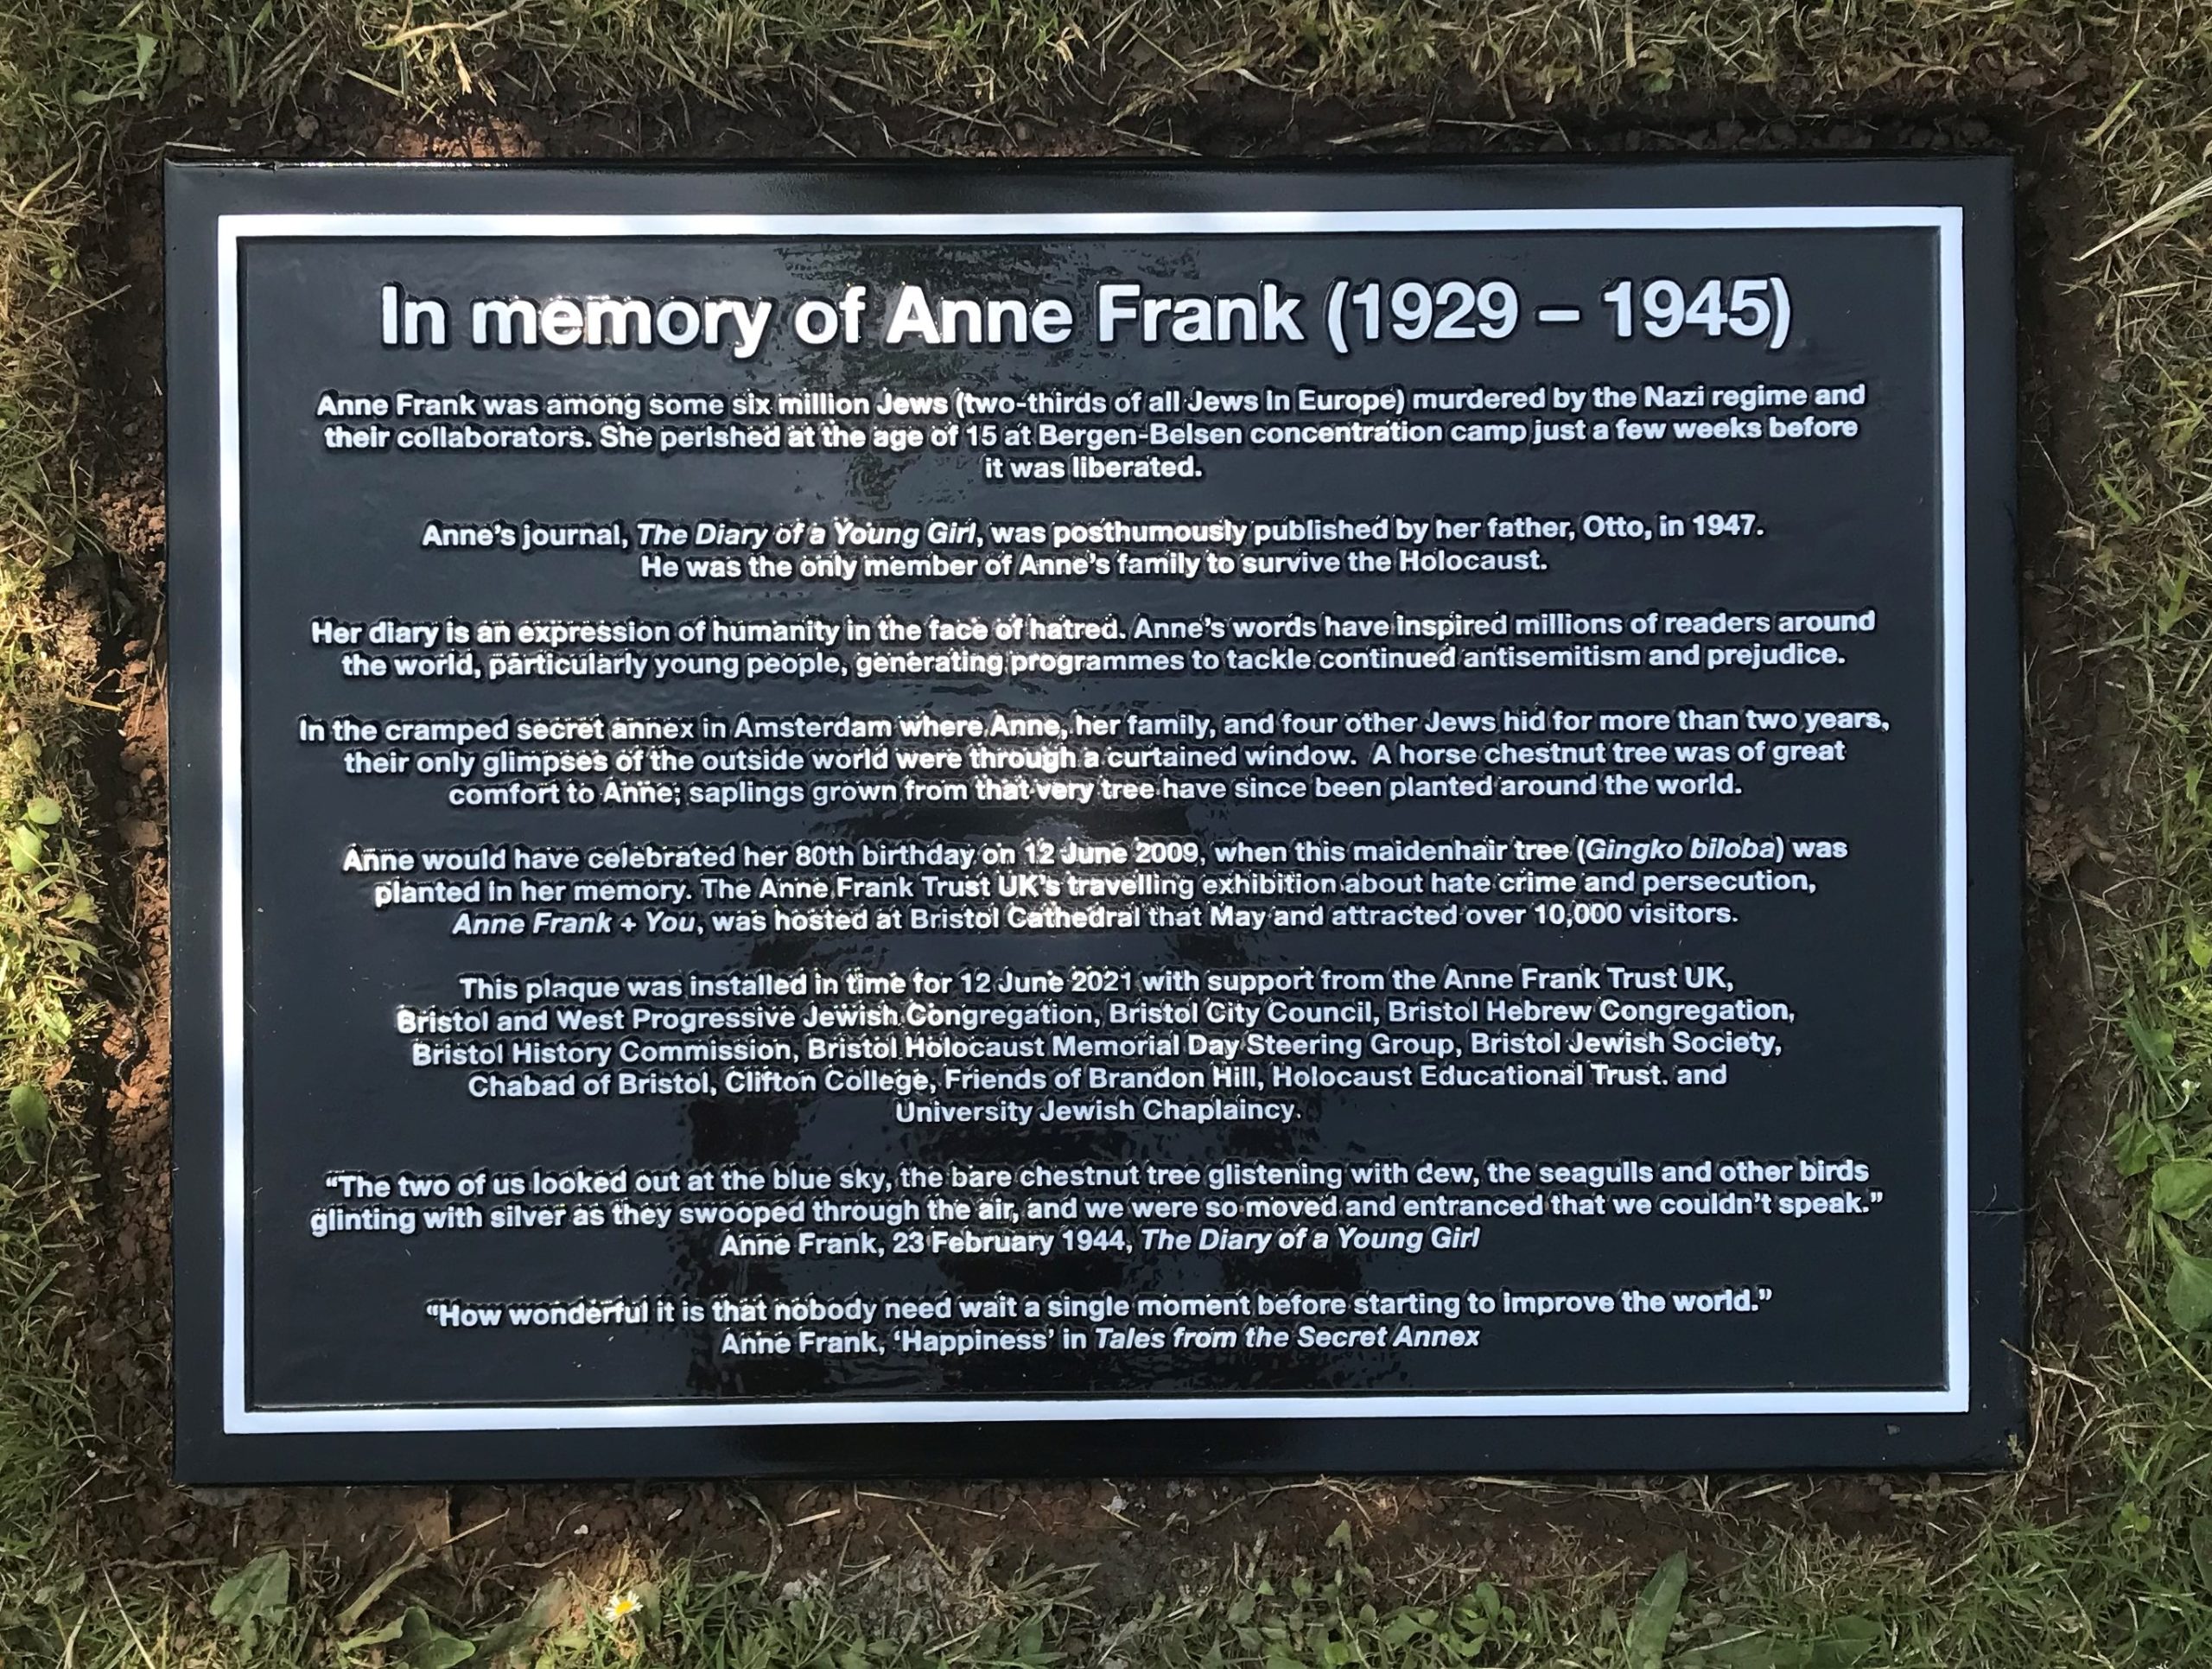 In memory of Anne Frank (1929 – 1945)
Anne Frank was among some six million Jews (two-thirds of all Jews in Europe) murdered by the Nazi regime and
their collaborators. She perished at the age of 15 at Bergen-Belsen concentration camp just a few weeks before
it was liberated.
Anne’s journal, The Diary of a Young Girl, was posthumously published by her father, Otto, in 1947.
He was the only member of Anne’s family to survive the Holocaust.
Her diary is an expression of humanity in the face of hatred. Anne’s words have inspired millions of readers around
the world, particularly young people, generating programmes to tackle continued antisemitism and prejudice.
In the cramped secret annex in Amsterdam where Anne, her family, and four other Jews hid for more than two years,
their only glimpses of the outside world were through a curtained window. A horse chestnut tree was of great
comfort to Anne; saplings grown from that very tree have since been planted around the world.
Anne would have celebrated her 80th birthday on 12 June 2009, when this maidenhair tree (Gingko biloba) was
planted in her memory. The Anne Frank Trust UK’s travelling exhibition about hate crime and persecution,
Anne Frank + You, was hosted at Bristol Cathedral that May and attracted over 10,000 visitors.
This plaque was installed in time for 12 June 2021 with support from the Anne Frank Trust UK,
Bristol and West Progressive Jewish Congregation, Bristol City Council, Bristol Hebrew Congregation,
Bristol History Commission, Bristol Holocaust Memorial Day Steering Group, Bristol Jewish Society,
Chabad of Bristol, Clifton College, Friends of Brandon Hill, Holocaust Educational Trust. and
University Jewish Chaplaincy.
“The two of us looked out at the blue sky, the bare chestnut tree glistening with dew, the seagulls and other birds
glinting with silver as they swooped through the air, and we were so moved and entranced that we couldn’t speak.”
Anne Frank, 23 February 1944, The Diary of a Young Girl
“How wonderful it is that nobody need wait a single moment before starting to improve the world.”
Anne Frank, ‘Happiness’ in Tales from the Secret Annex